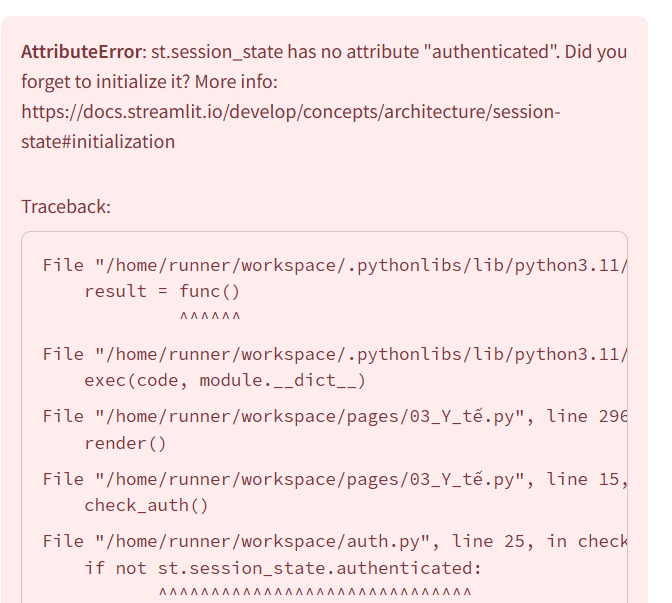 AttributeError: st.session_state has no attribute "authenticated". Did you
forget to initialize it? More info:
https://docs.streamlit.io/develop/concepts/architecture/session-
state#initialization
Traceback:
File "/home/runner/workspace/.pythonlibs/lib/python3.11/
result = func()
^^^^^^
File "/home/runner/workspace/.pythonlibs/lib/python3.11/
exec(code, module.__dict__)
File "/home/runner/workspace/pages/03_Y_tế.py", line 296
render()
File "/home/runner/workspace/pages/03_Y_tế.py", line 15,
check_auth()
File "/home/runner/workspace/auth.py", line 25, in check
if not st.session_state.authenticated:
^^^^^^^^^^^^^^^^^^^^^^^^^^^^^^